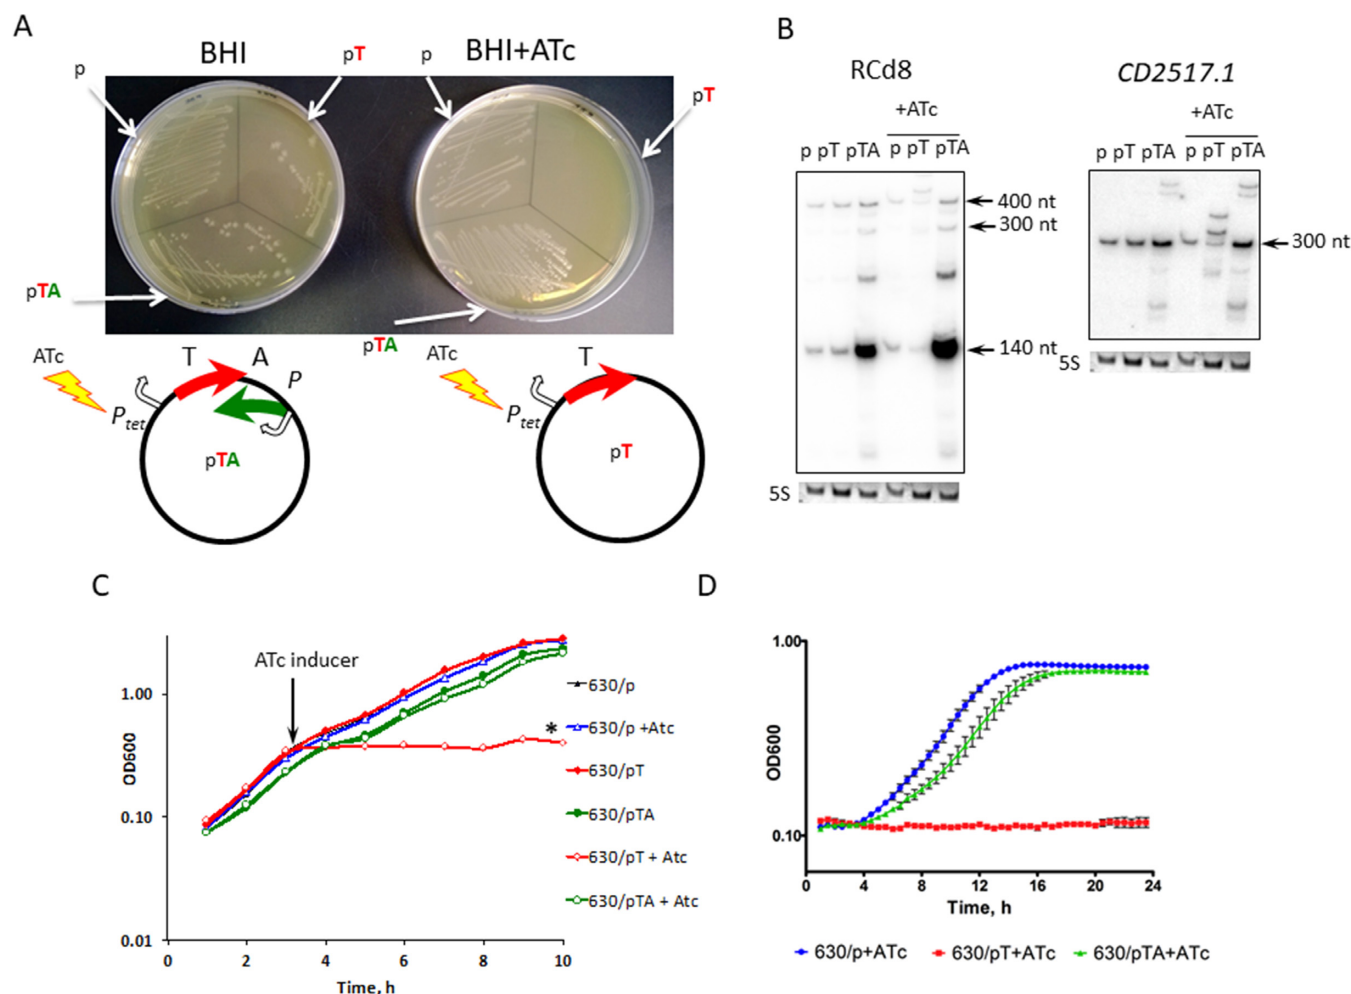 A
BHI
BHI+ATc
p
pT
p
pT
pTA
pTA
ATc
T
A
P
Ptet
pTA
ATc
T
Ptet
pT
B
RCd8
CD2517.1
+ATc
+ATc
p pT pTA p pT pTA
p pT pTA p pT pTA
400 nt
300 nt
140 nt
300 nt
5S
5S
C
ATc inducer
OD600
1.00
0.10
0.01
0 2 4 6 8 10
Time, h
*
630/p
630/p +Atc
630/pT
630/pTA
630/pT + Atc
630/pTA + Atc
D
OD600
1.00
0.10
0 4 8 12 16 20 24
Time, h
630/p+ATc 630/pT+ATc 630/pTA+ATc